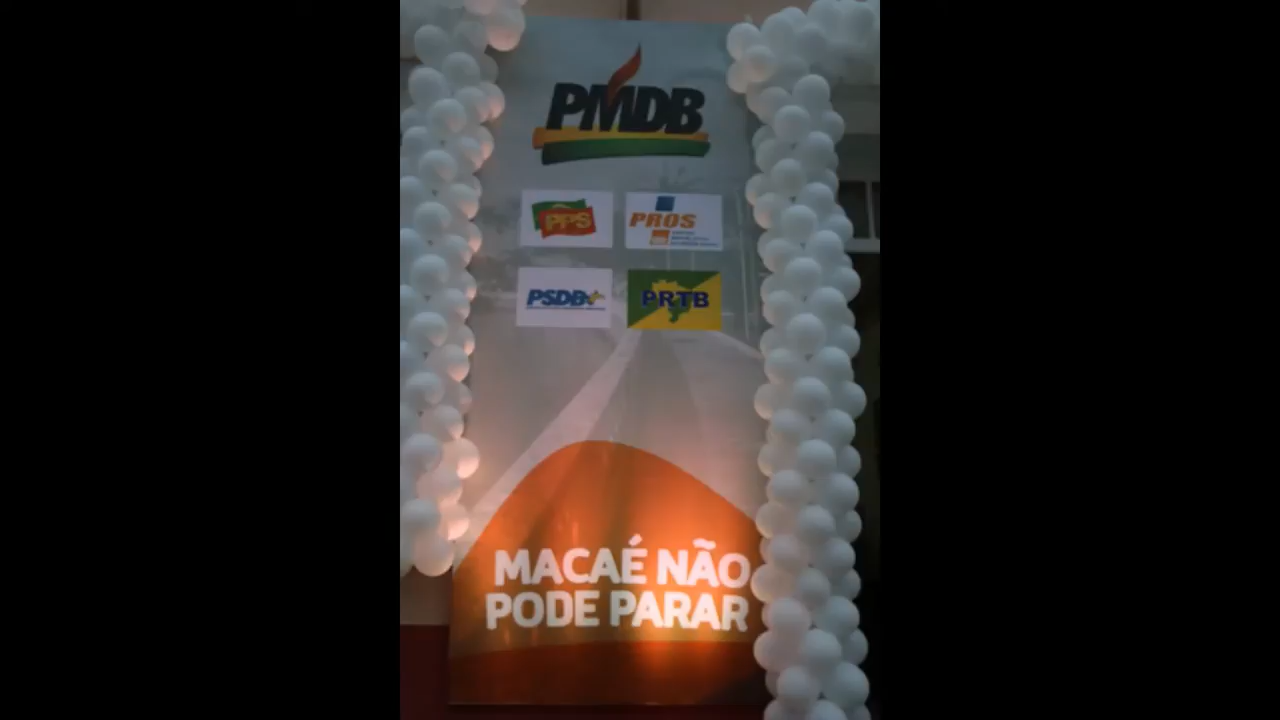 PMDB
PPS
PROS
PSDB
PRTB
MACAÉ NÃO
PODE PARAR